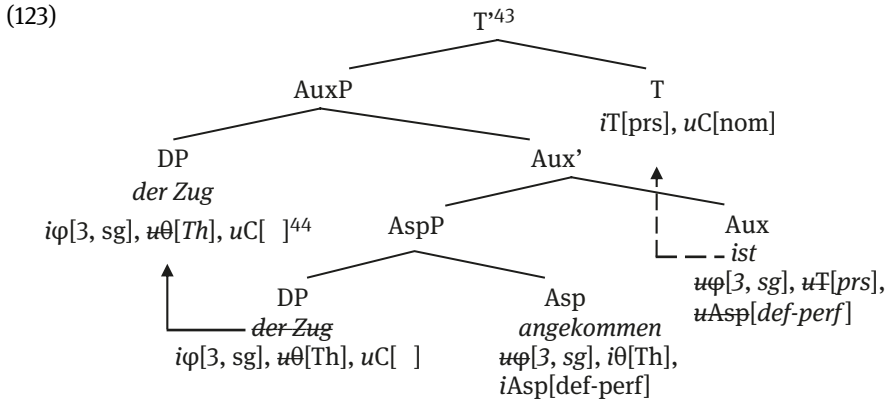 (123)
T’43
AuxP T
iT[prs], uC[nom]
DP Aux’
der Zug
iφ[3, sg], uθ[Th], uC[ ]44 AspP Aux
ist
DP Asp uφ[3, sg], uT[prs],
der Zug angekommen uAsp[def-perf]
iφ[3, sg], uθ[Th], uC[ ] uφ[3, sg], iθ[Th],
iAsp[def-perf]